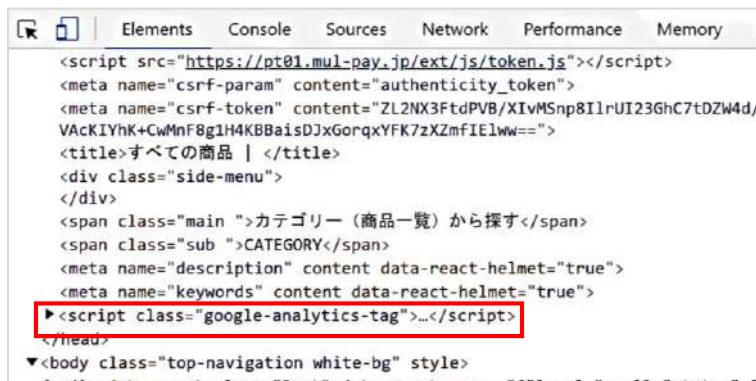 Elements Console Sources Network Performance Memory
<script src="https://pt01.mul-pay.jp/ext/js/token.js"></script>
<meta name="csrf-param" content="authenticity_token">
<meta name="csrf-token" content="ZL2NX3FtdPVB/XIvMSnp8IlrUI23GhC7tDZW4d/
VAcKIYhK+CwMnF8g1H4KBBaisDJxGorqxYFK7zXZmfIElww==">
<title>すべての商品 | </title>
<div class="side-menu">
</div>
<span class="main ">カテゴリー（商品一覧）から探す</span>
<span class="sub ">CATEGORY</span>
<meta name="description" content data-react-helmet="true">
<meta name="keywords" content data-react-helmet="true">
<script class="google-analytics-tag">…</script>
</head>
<body class="top-navigation white-bg" style>